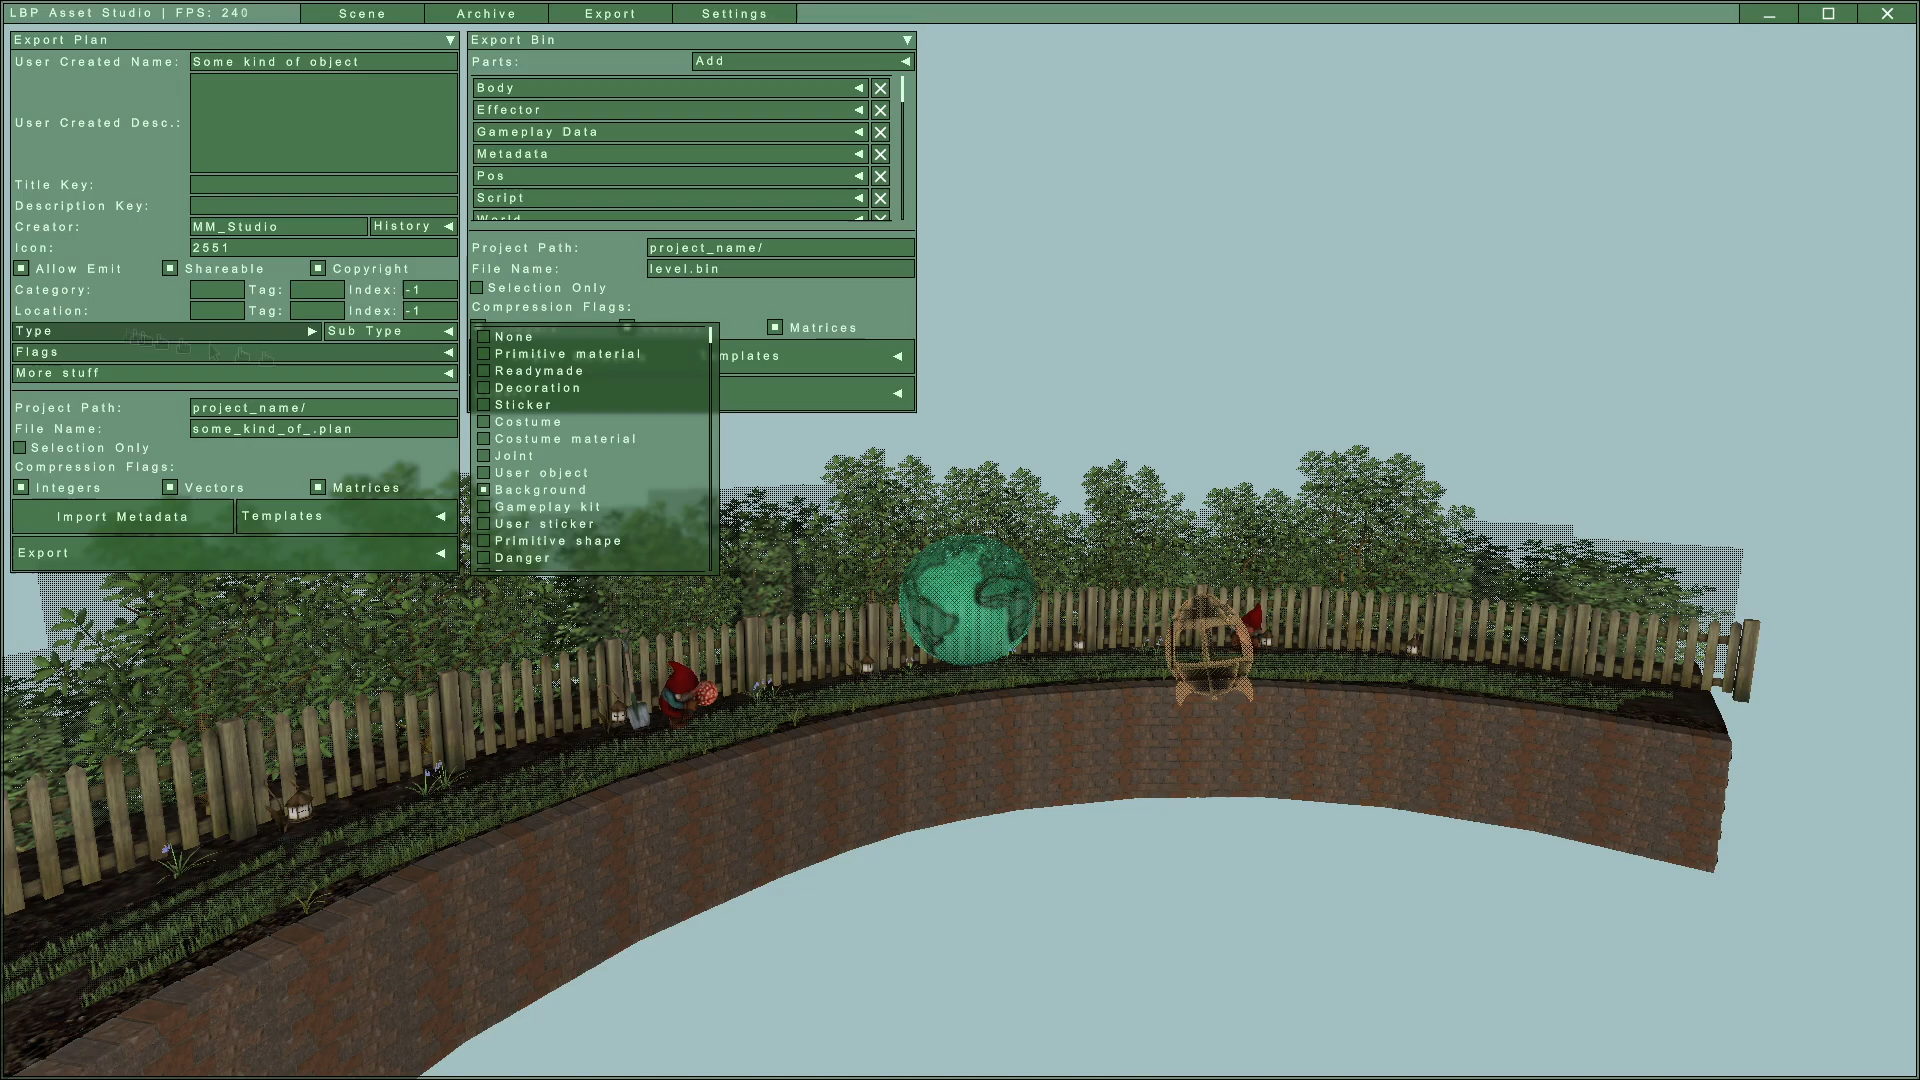 LBP Asset Studio | FPS: 240
Scene
Archive
Export
Settings
Export Plan
User Created Name: Some kind of object
User Created Desc.:
Title Key:
Description Key:
Creator: MM_Studio History
Icon: 2551
Allow Emit Shareable Copyright
Category: Tag: Index: -1
Location: Tag: Index: -1
Type Sub Type
Flags
More stuff
Project Path: project_name/
File Name: some_kind_of_.plan
Selection Only
Compression Flags:
Integers Vectors Matrices
Import Metadata Templates
Export
Export Bin
Parts: Add
Body
Effector
Gameplay Data
Metadata
Pos
Script
World
Project Path: project_name/
File Name: level.bin
Selection Only
Compression Flags:
Matrices
mplates
None
Primitive material
Readymade
Decoration
Sticker
Costume
Costume material
Joint
User object
Background
Gameplay kit
User sticker
Primitive shape
Danger